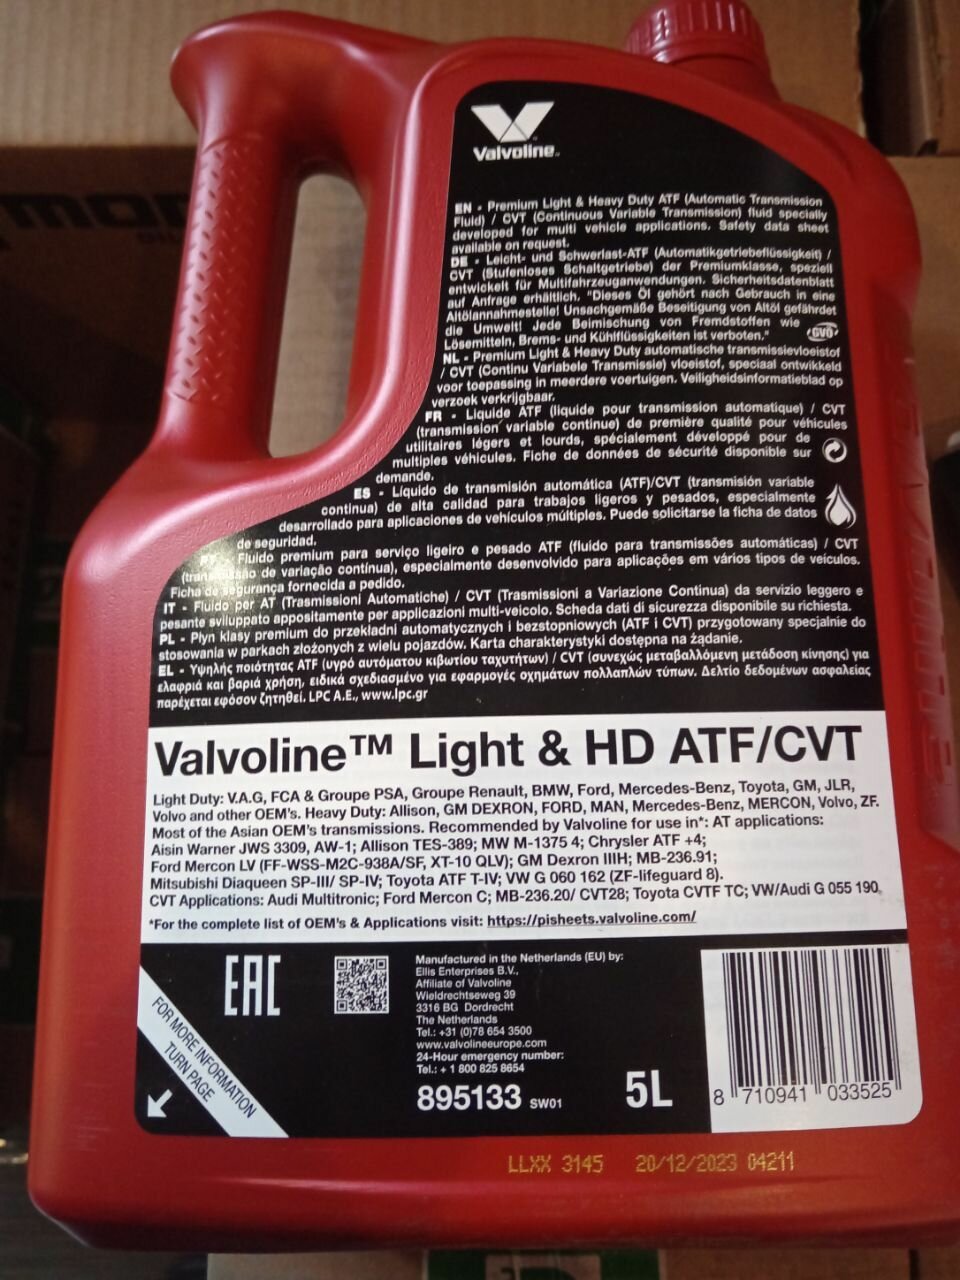 Valvoline™
EN - Premium Light & Heavy Duty ATF (Automatic Transmission
Fluid) / CVT (Continuous Variable Transmission) fluid specially
developed for multi vehicle applications. Safety data sheet
available on request.
DE - Leicht- und Schwerlast-ATF (Automatikgetriebeflüssigkeit) /
CVT (Stufenloses Schaltgetriebe) der Premiumklasse, speziell
entwickelt für Multifahrzeuganwendungen. Sicherheitsdatenblatt
auf Anfrage erhältlich. "Dieses Öl gehört nach Gebrauch in eine
Altölannahmestelle! Unsachgemäße Beseitigung von Altöl gefährdet
die Umwelt! Jede Beimischung von Fremdstoffen wie
Lösemitteln, Brems- und Kühlflüssigkeiten ist verboten."
GVÖ
NL - Premium Light & Heavy Duty automatische transmissievloeistof
/ CVT (Continu Variabele Transmissie) vloeistof, speciaal ontwikkeld
voor toepassing in meerdere voertuigen. Veiligheidsinformatieblad op
verzoek verkrijgbaar.
FR - Liquide ATF (liquide pour transmission automatique) / CVT
(transmission variable continue) de première qualité pour véhicules
utilitaires légers et lourds, spécialement développé pour de
multiples véhicules. Fiche de données de sécurité disponible sur
demande.
ES - Líquido de transmisión automática (ATF)/CVT (transmisión variable
continua) de alta calidad para trabajos ligeros y pesados, especialmente
desarrollado para aplicaciones de vehículos múltiples. Puede solicitarse la ficha de datos
de seguridad.
Fluido premium para serviço ligeiro e pesado ATF (fluido para transmissões automáticas) / CVT
(transmissão de variação contínua), especialmente desenvolvido para aplicações em vários tipos de veículos.
Ficha de segurança fornecida a pedido.
IT - Fluido per AT (Trasmissioni Automatiche) / CVT (Trasmissioni a Variazione Continua) da servizio leggero e
pesante sviluppato appositamente per applicazioni multi-veicolo. Scheda dati di sicurezza disponibile su richiesta.
PL - Płyn klasy premium do przekładni automatycznych i bezstopniowych (ATF i CVT) przygotowany specjalnie do
stosowania w parkach złożonych z wielu pojazdów. Karta charakterystyki dostępna na żądanie.
EL - Υψηλής ποιότητας ATF (υγρό αυτόματου κιβωτίου ταχυτήτων) / CVT (συνεχώς μεταβαλλόμενη μετάδοση κίνησης) για
ελαφριά και βαριά χρήση, ειδικά σχεδιασμένο για εφαρμογές οχημάτων πολλαπλών τύπων. Δελτίο δεδομένων ασφαλείας
παρέχεται εφόσον ζητηθεί. LPC A.E., www.lpc.gr
Valvoline™ Light & HD ATF/CVT
Light Duty: V.A.G, FCA & Groupe PSA, Groupe Renault, BMW, Ford, Mercedes-Benz, Toyota, GM, JLR,
Volvo and other OEM's. Heavy Duty: Allison, GM DEXRON, FORD, MAN, Mercedes-Benz, MERCON, Volvo, ZF.
Most of the Asian OEM's transmissions. Recommended by Valvoline for use in*: AT applications:
Aisin Warner JWS 3309, AW-1; Allison TES-389; MW M-1375 4; Chrysler ATF +4;
Ford Mercon LV (FF-WSS-M2C-938A/SF, XT-10 QLV); GM Dexron IIIH; MB-236.91;
Mitsubishi Diaqueen SP-III/ SP-IV; Toyota ATF T-IV; VW G 060 162 (ZF-lifeguard 8).
CVT Applications: Audi Multitronic; Ford Mercon C; MB-236.20/ CVT28; Toyota CVTF TC; VW/Audi G 055 190
*For the complete list of OEM's & Applications visit: https://pisheets.valvoline.com/
EAC
FOR MORE INFORMATION
TURN PAGE
Manufactured in the Netherlands (EU) by:
Ellis Enterprises B.V.,
Affiliate of Valvoline
Wieldrechtseweg 39
3316 BG Dordrecht
The Netherlands
Tel.: +31 (0)78 654 3500
www.valvolineeurope.com
24-Hour emergency number:
Tel.: + 1 800 825 8654
895133 SW01
5L
8 710941 033525
LLXX 3145 20/12/2023 04211